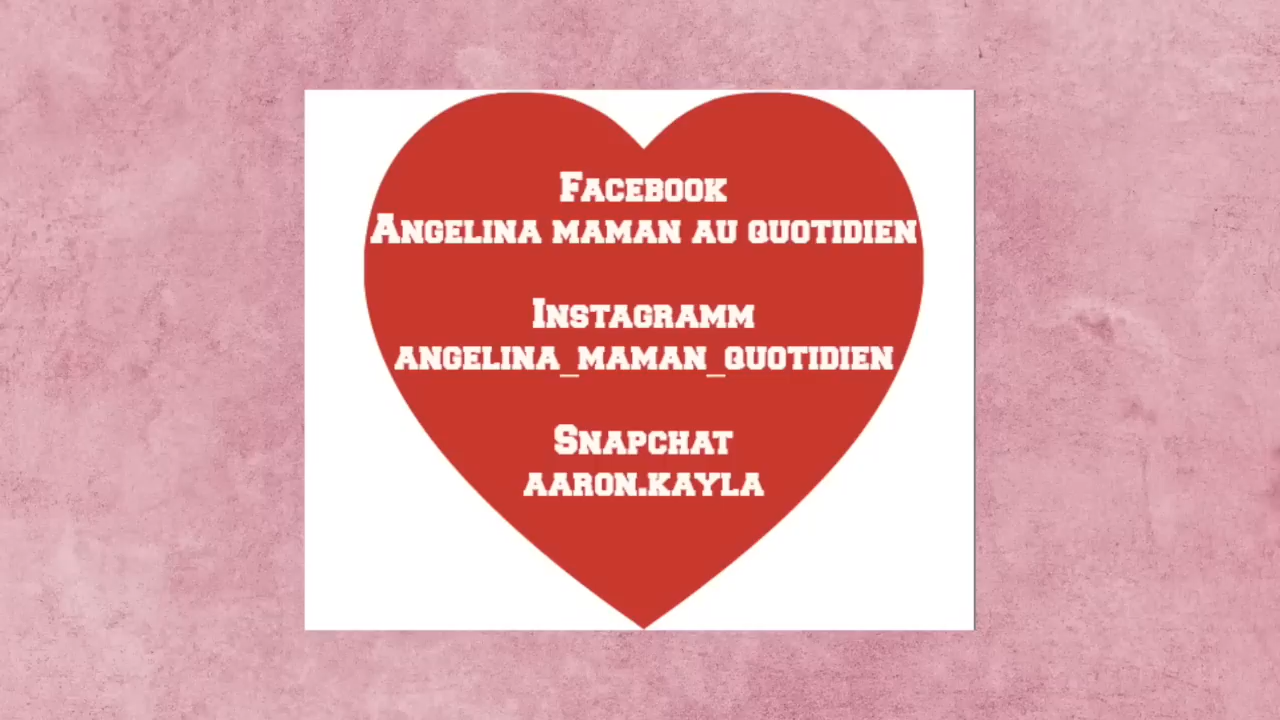 Facebook
Angelina maman au quotidien
Instagramm
angelina_maman_quotidien
Snapchat
aaron.kayla